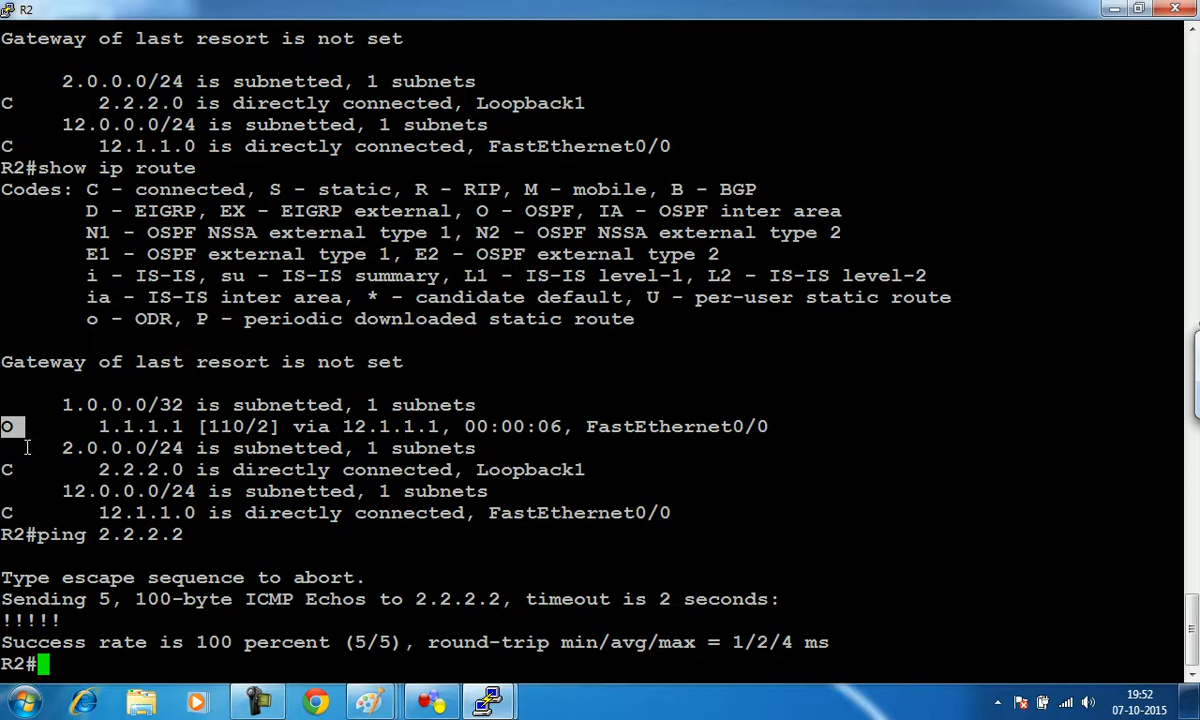 R2
Gateway of last resort is not set
2.0.0.0/24 is subnetted, 1 subnets
C 2.2.2.0 is directly connected, Loopback1
12.0.0.0/24 is subnetted, 1 subnets
C 12.1.1.0 is directly connected, FastEthernet0/0
R2#show ip route
Codes: C - connected, S - static, R - RIP, M - mobile, B - BGP
D - EIGRP, EX - EIGRP external, O - OSPF, IA - OSPF inter area
N1 - OSPF NSSA external type 1, N2 - OSPF NSSA external type 2
E1 - OSPF external type 1, E2 - OSPF external type 2
i - IS-IS, su - IS-IS summary, L1 - IS-IS level-1, L2 - IS-IS level-2
ia - IS-IS inter area, * - candidate default, U - per-user static route
o - ODR, P - periodic downloaded static route
Gateway of last resort is not set
1.0.0.0/32 is subnetted, 1 subnets
O 1.1.1.1 [110/2] via 12.1.1.1, 00:00:06, FastEthernet0/0
2.0.0.0/24 is subnetted, 1 subnets
C 2.2.2.0 is directly connected, Loopback1
12.0.0.0/24 is subnetted, 1 subnets
C 12.1.1.0 is directly connected, FastEthernet0/0
R2#ping 2.2.2.2
Type escape sequence to abort.
Sending 5, 100-byte ICMP Echos to 2.2.2.2, timeout is 2 seconds:
!!!!!
Success rate is 100 percent (5/5), round-trip min/avg/max = 1/2/4 ms
R2#
19:52
07-10-2015